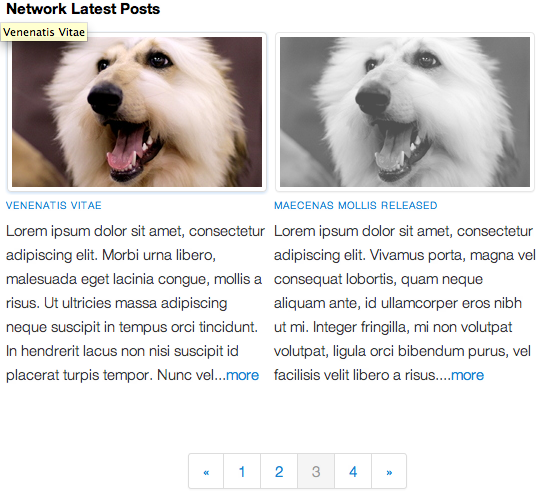 Network Latest Posts
Venenatis Vitae
VENENATIS VITAE
Lorem ipsum dolor sit amet, consectetur
adipiscing elit. Morbi urna libero,
malesuada eget lacinia congue, mollis a
risus. Ut ultricies massa adipiscing
neque suscipit in tempus orci tincidunt.
In hendrerit lacus non nisi suscipit id
placerat turpis tempor. Nunc vel...more
MAECENAS MOLLIS RELEASED
Lorem ipsum dolor sit amet, consectetur
adipiscing elit. Vivamus porta, magna vel
consequat lobortis, quam neque
aliquam ante, id ullamcorper eros nibh
ut mi. Integer fringilla, mi non volutpat
volutpat, ligula orci bibendum purus, vel
facilisis velit libero a risus....more
« 1 2 3 4 »